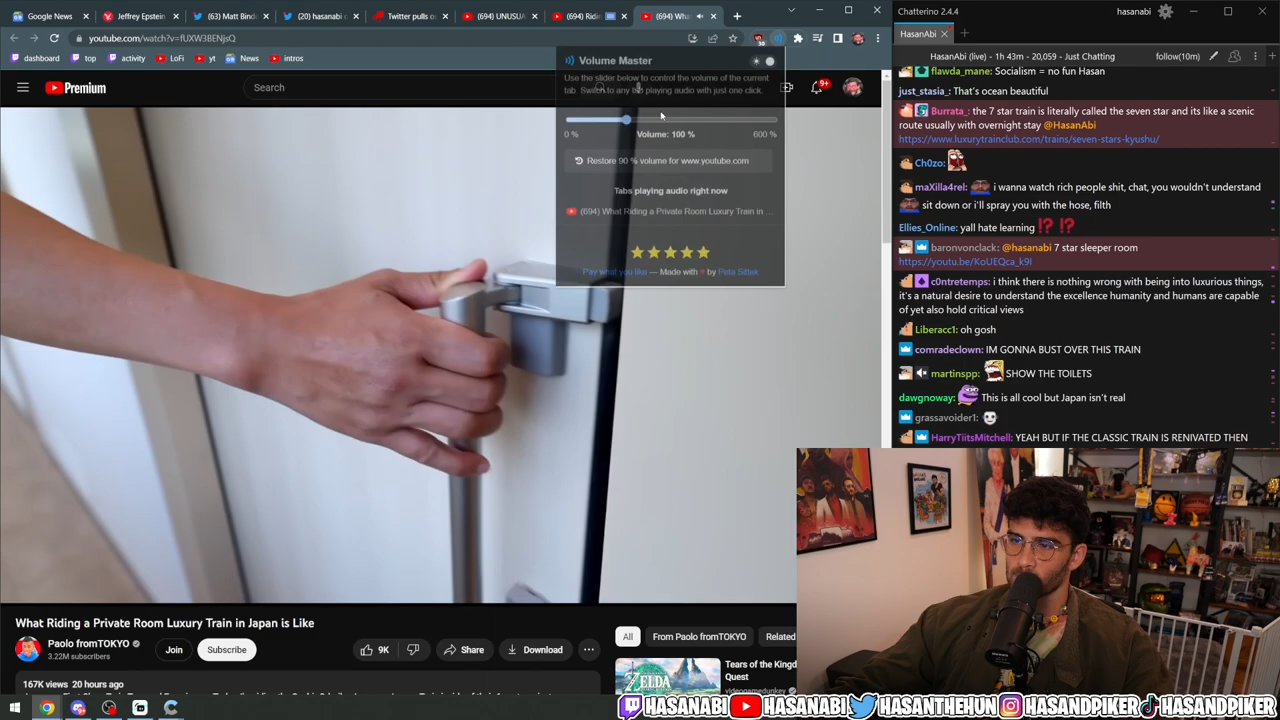 Google News
Jeffrey Epstein
(63) Matt Bind
(20) hasanabi c
Twitter pulls o
(694) UNUSUA
(694) Ridin
(694) Wha
youtube.com/watch?v=fUXW3BENjsQ
dashboard
top
activity
LoFi
yt
News
intros
Premium
Search
9+
Volume Master
Use the slider below to control the volume of the current
tab. Switch to any tab playing audio with just one click.
0 %
Volume: 100 %
600 %
Restore 90 % volume for www.youtube.com
Tabs playing audio right now
(694) What Riding a Private Room Luxury Train in ...
Pay what you like — Made with ♥ by Peta Sittek
What Riding a Private Room Luxury Train in Japan is Like
Paolo fromTOKYO
3.22M subscribers
Join
Subscribe
9K
Share
Download
167K views 20 hours ago
All
From Paolo fromTOKYO
Related
Tears of the Kingd
Question
videogamedunkey
Chatterino 2.4.4
hasanabi
HasanAbi
HasanAbi (live) - 1h 43m - 20,059 - Just Chatting
follow(10m)
flawda_mane: Socialism = no fun Hasan
just_stasia_: That's ocean beautiful
Burrata_: the 7 star train is literally called the seven star and its like a scenic
route usually with overnight stay @HasanAbi
https://www.luxurytrainclub.com/trains/seven-stars-kyushu/
Ch0zo:
maXilla4rel: i wanna watch rich people shit, chat, you wouldn't understand
sit down or i'll spray you with the hose, filth
Ellies_Online: yall hate learning ⁉ ⁉
baronvonclack: @hasanabi 7 star sleeper room
https://youtu.be/KoUEQca_k9I
c0ntretemps: i think there is nothing wrong with being into luxurious things,
it's a natural desire to understand the excellence humanity and humans are capable
of yet also hold critical views
Liberacc1: oh gosh
comradeclown: IM GONNA BUST OVER THIS TRAIN
martinspp: SHOW THE TOILETS
dawgnoway: This is all cool but Japan isn't real
grassavoider1:
HarryTiitsMitchell: YEAH BUT IF THE CLASSIC TRAIN IS RENIVATED THEN
HASANABI
HASANABI
HASANTHEHUN
HASANDPIKER
HASANDPIKER